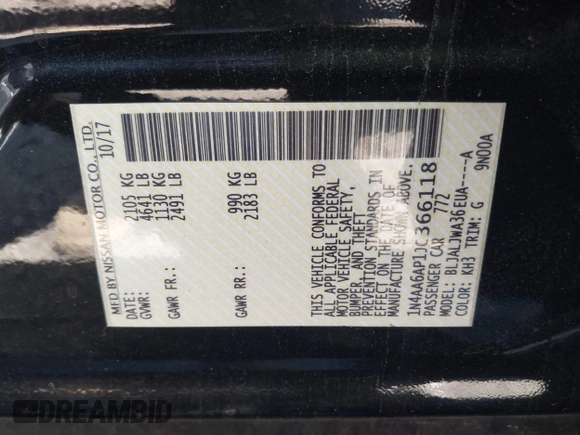 MFD BY NISSAN MOTOR CO., LTD.
10/17
GVWR: 2105 KG
4641 LB
GAWR FR.: 1130 KG
2491 LB
GAWR RR.: 990 KG
2183 LB
THIS VEHICLE CONFORMS TO
ALL APPLICABLE FEDERAL
MOTOR VEHICLE SAFETY,
BUMPER, AND THEFT
PREVENTION STANDARDS IN
EFFECT ON THE DATE OF
MANUFACTURE SHOWN ABOVE.
1N4AA6AP1JC366118
PASSENGER CAR 772
MODEL: BLJALJWA36EUA----A
COLOR: KH3 TRIM: G 9N00A
DREAMBID